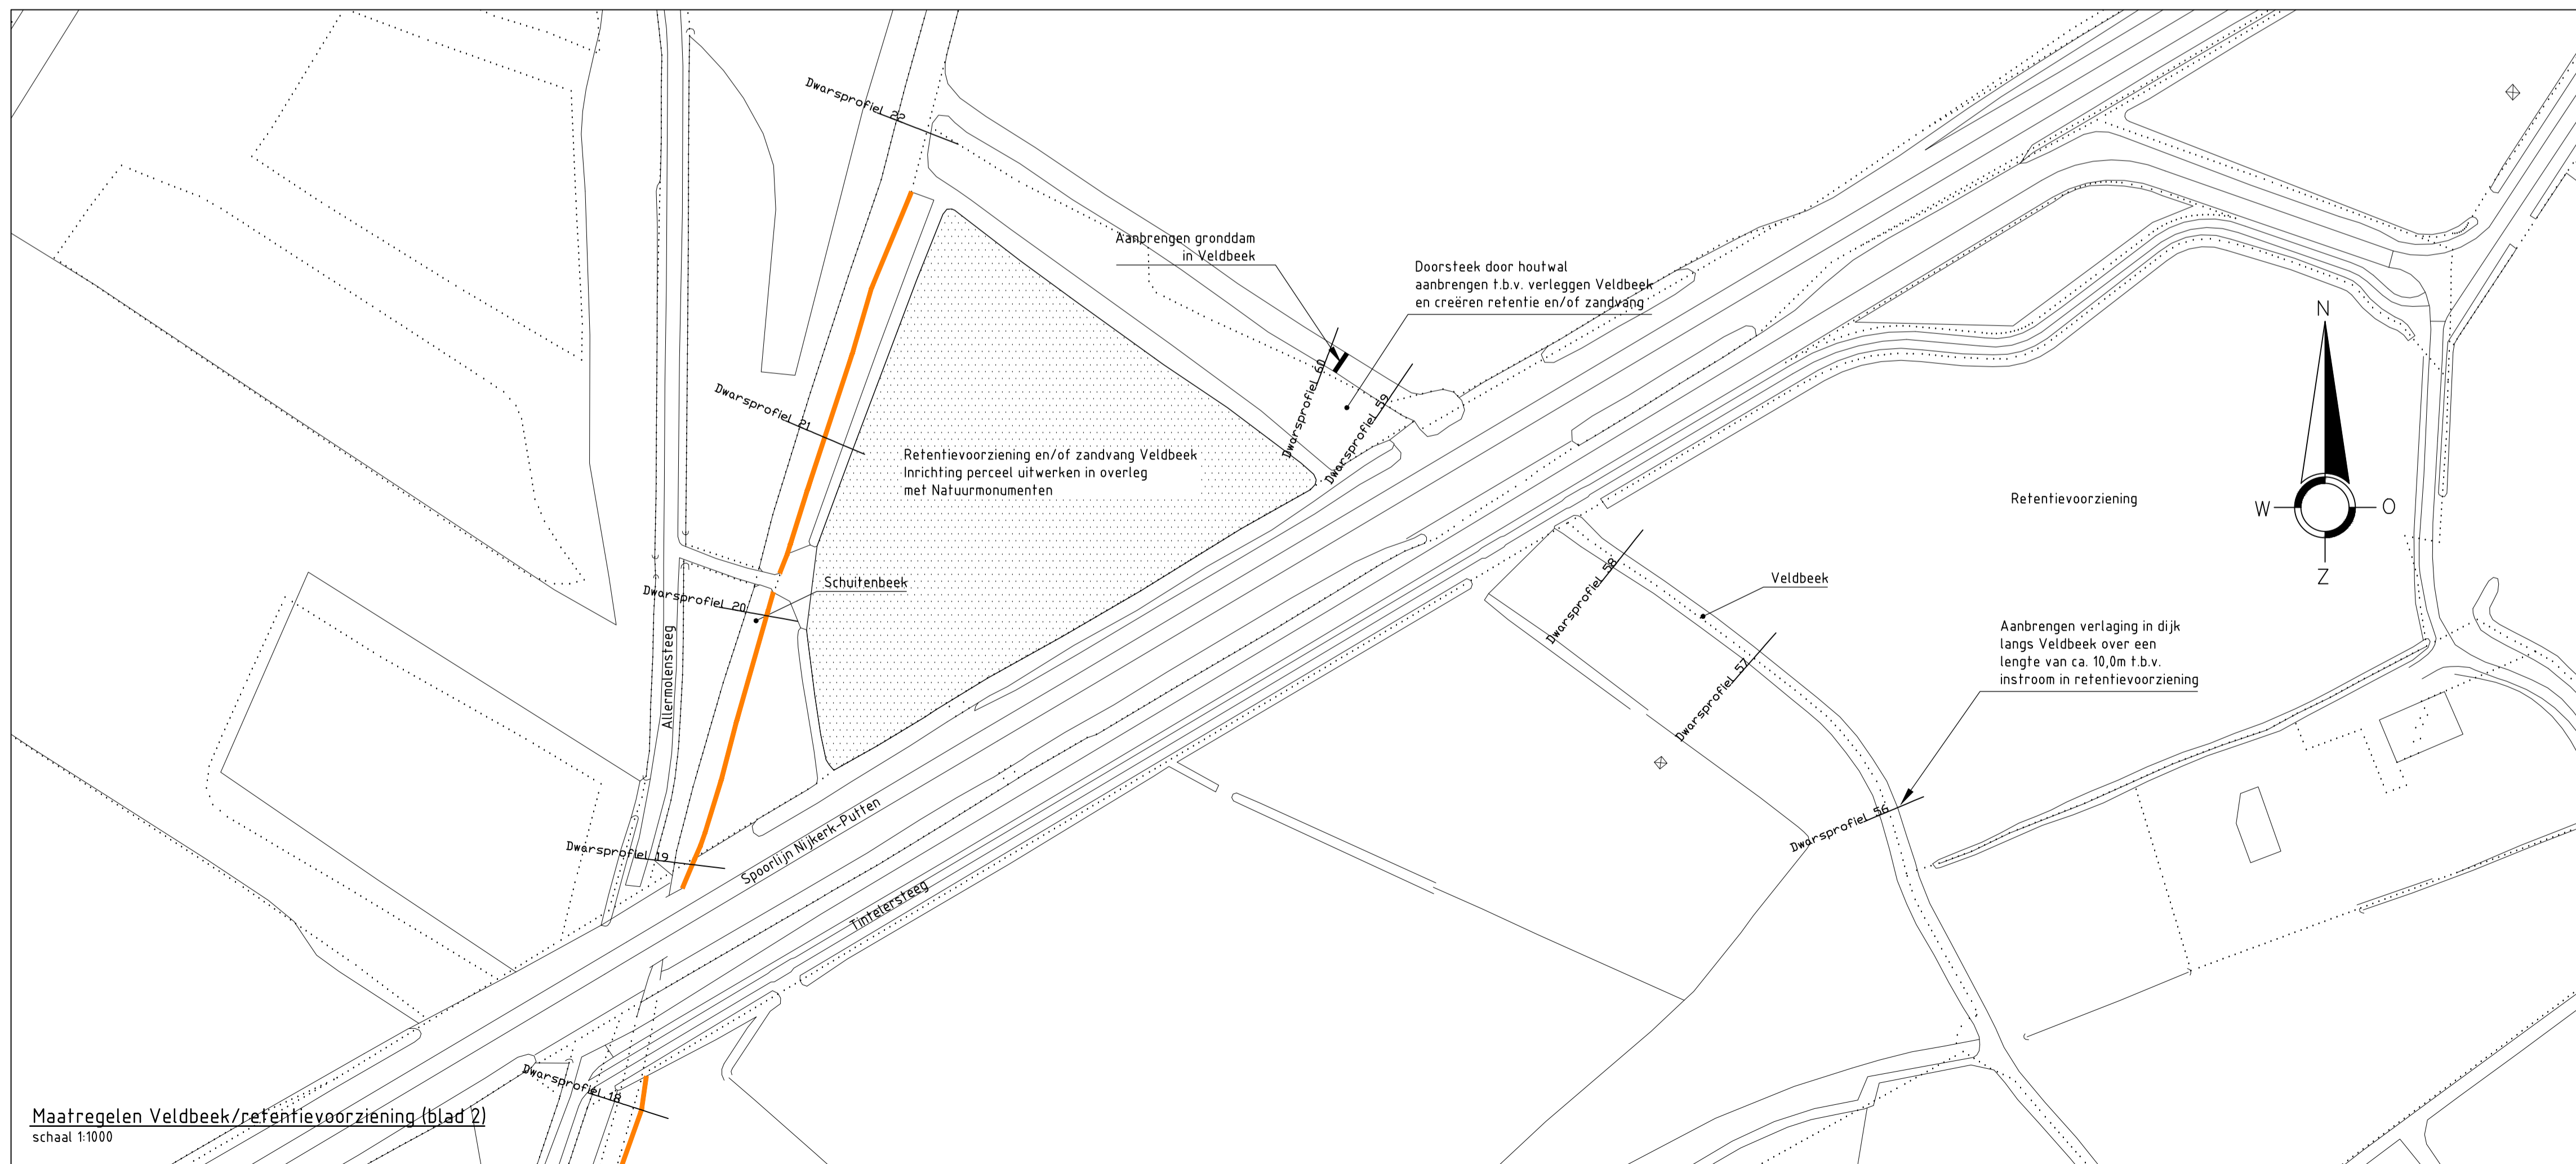 Dwarsprofiel 22
Aanbrengen gronddam
in Veldbeek
Doorsteek door houtwal
aanbrengen t.b.v. verleggen Veldbeek
en creëren retentie en/of zandvang
N
W
O
Z
Dwarsprofiel 60
Dwarsprofiel 59
Dwarsprofiel 21
Retentievoorziening en/of zandvang Veldbeek
Inrichting perceel uitwerken in overleg
met Natuurmonumenten
Retentievoorziening
Schuitenbeek
Dwarsprofiel 20
Allermolensteeg
Dwarsprofiel 58
Veldbeek
Dwarsprofiel 57
Aanbrengen verlaging in dijk
langs Veldbeek over een
lengte van ca. 10,0m t.b.v.
instroom in retentievoorziening
Dwarsprofiel 56
Dwarsprofiel 19
Spoorlijn Nijkerk-Putten
Tintelersteeg
Dwarsprofiel 18
Maatregelen Veldbeek/retentievoorziening (blad 2)
schaal 1:1000